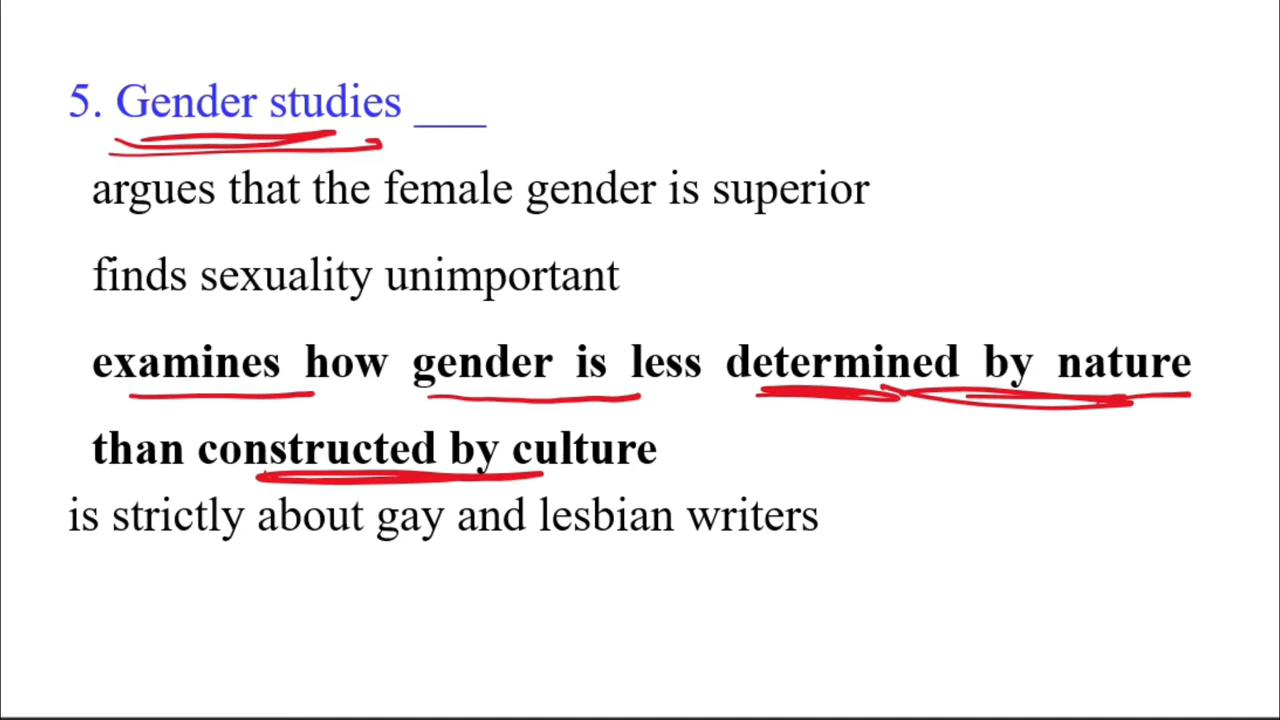 5. Gender studies ___
argues that the female gender is superior
finds sexuality unimportant
examines how gender is less determined by nature
than constructed by culture
is strictly about gay and lesbian writers